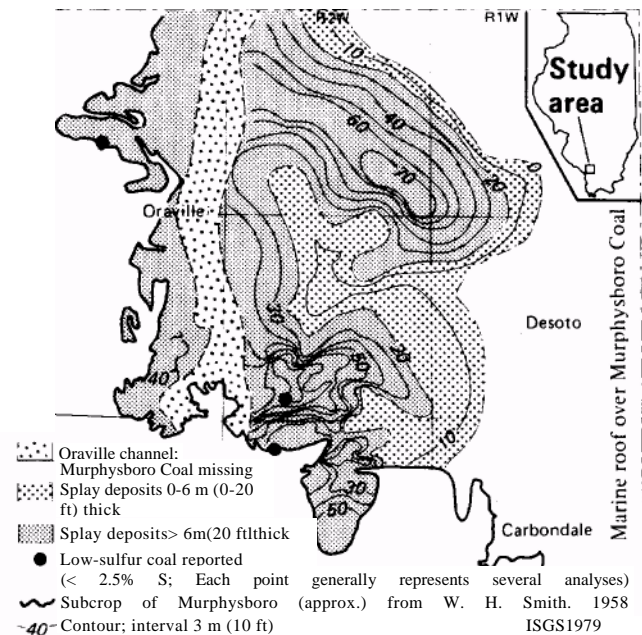 R2W
R1W
10
Study
area
40
60
0
70
20
Oraville
Desoto
Marine roof over Murphysboro Coal
30
50
40
10
30
50
Carbondale
Oraville channel:
Murphysboro Coal missing
Splay deposits 0-6 m (0-20
ft) thick
Splay deposits> 6m(20 ftlthick
Low-sulfur coal reported
(< 2.5% S; Each point generally represents several analyses)
Subcrop of Murphysboro (approx.) from W. H. Smith. 1958
-40- Contour; interval 3 m (10 ft)
ISGS1979